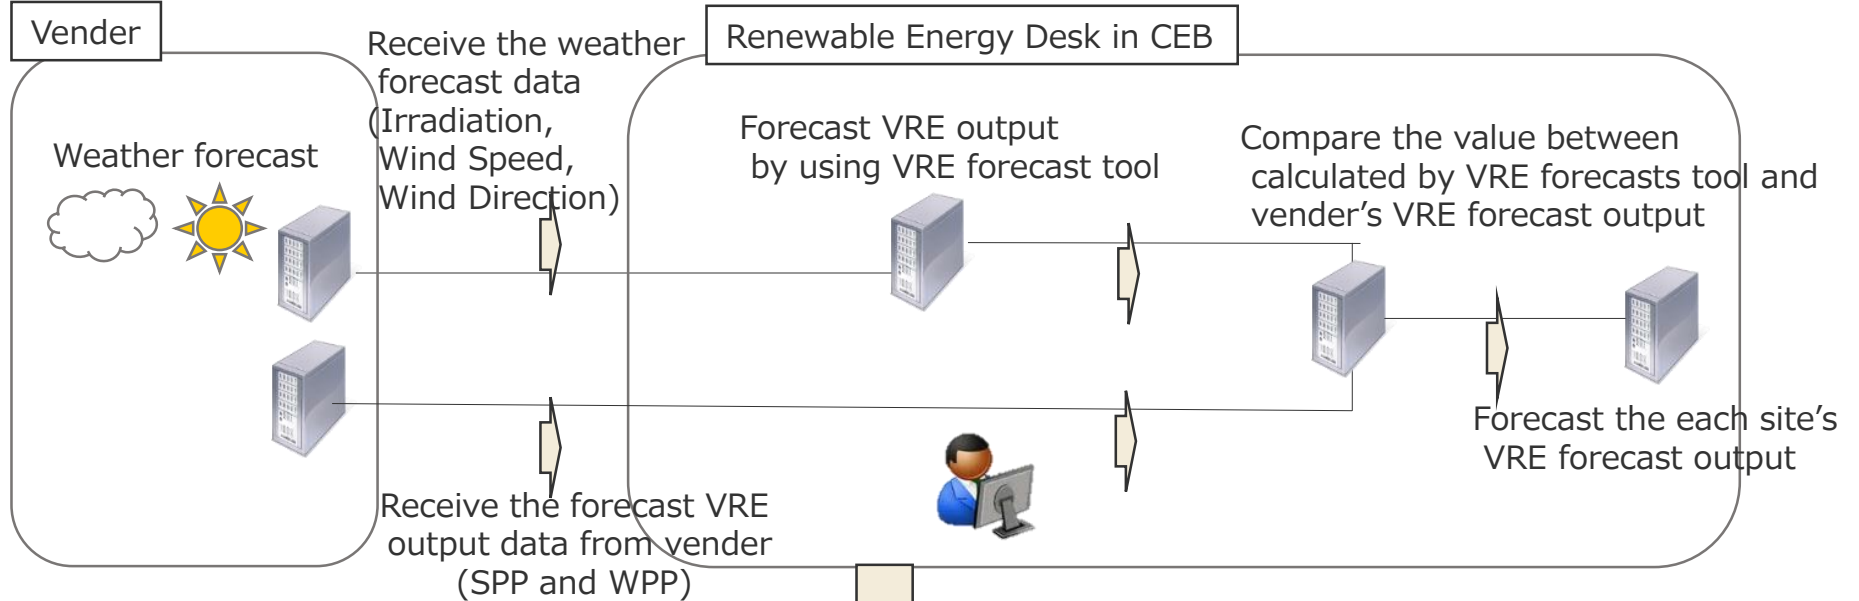 Vender
Renewable Energy Desk in CEB
Weather forecast
Receive the weather
forecast data
(Irradiation,
Wind Speed,
Wind Direction)
Forecast VRE output
by using VRE forecast tool
Compare the value between
calculated by VRE forecasts tool and
vender’s VRE forecast output
Forecast the each site’s
VRE forecast output
Receive the forecast VRE
output data from vender
(SPP and WPP)